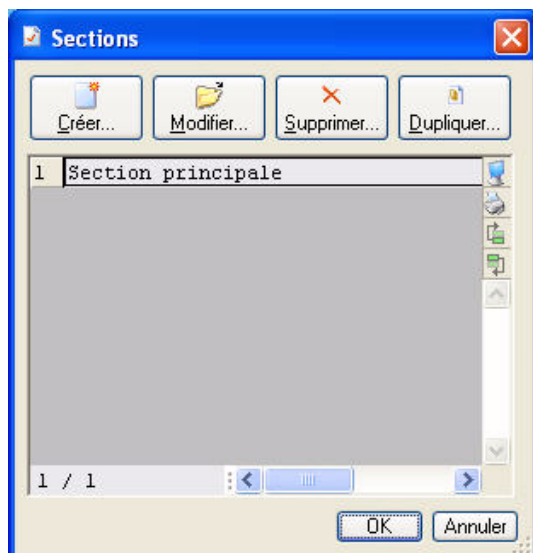 Sections
Créer... Modifier... Supprimer... Dupliquer...
1 Section principale
1 / 1
OK Annuler